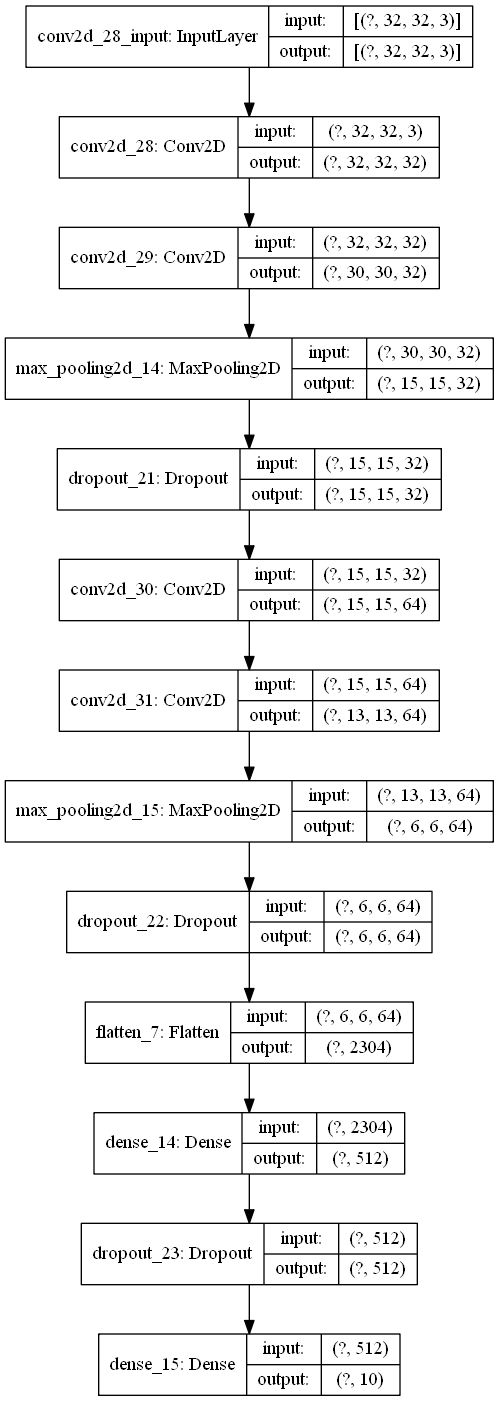 conv2d_28_input: InputLayer
input: [(?, 32, 32, 3)]
output: [(?, 32, 32, 3)]
conv2d_28: Conv2D
input: (?, 32, 32, 3)
output: (?, 32, 32, 32)
conv2d_29: Conv2D
input: (?, 32, 32, 32)
output: (?, 30, 30, 32)
max_pooling2d_14: MaxPooling2D
input: (?, 30, 30, 32)
output: (?, 15, 15, 32)
dropout_21: Dropout
input: (?, 15, 15, 32)
output: (?, 15, 15, 32)
conv2d_30: Conv2D
input: (?, 15, 15, 32)
output: (?, 15, 15, 64)
conv2d_31: Conv2D
input: (?, 15, 15, 64)
output: (?, 13, 13, 64)
max_pooling2d_15: MaxPooling2D
input: (?, 13, 13, 64)
output: (?, 6, 6, 64)
dropout_22: Dropout
input: (?, 6, 6, 64)
output: (?, 6, 6, 64)
flatten_7: Flatten
input: (?, 6, 6, 64)
output: (?, 2304)
dense_14: Dense
input: (?, 2304)
output: (?, 512)
dropout_23: Dropout
input: (?, 512)
output: (?, 512)
dense_15: Dense
input: (?, 512)
output: (?, 10)